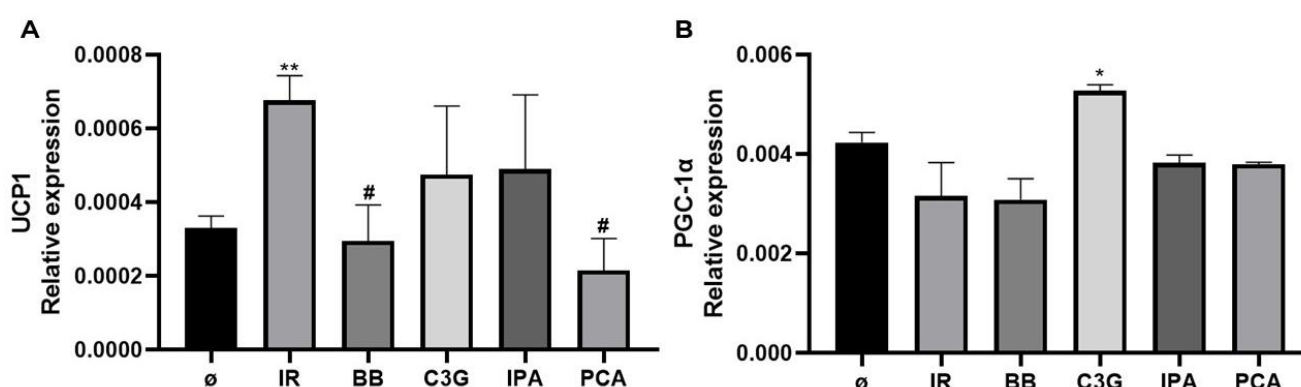 A
UCP1
Relative expression
0.0008
0.0006
0.0004
0.0002
0.0000
**
#
#
ø IR BB C3G IPA PCA
B
PGC-1α
Relative expression
0.006
0.004
0.002
0.000
*
ø IR BB C3G IPA PCA